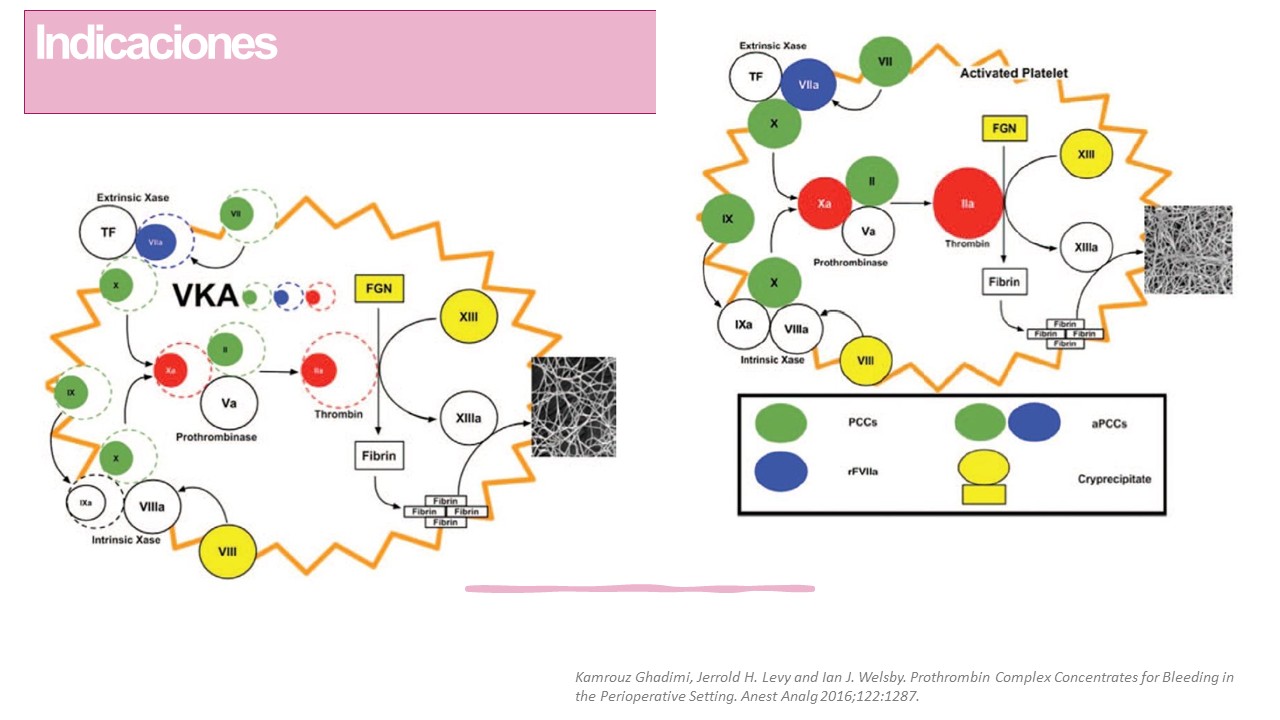 Indicaciones
Extrinsic Xase
TF
VIIa
VII
X
VKA
FGN
XIII
II
Xa
IIa
IX
Va
Thrombin
XIIIa
Prothrombinase
X
Fibrin
IXa
VIIIa
Fibrin
Fibrin Fibrin
Fibrin
Intrinsic Xase
VIII
Extrinsic Xase
TF
VIIa
VII
Activated Platelet
X
FGN
XIII
II
Xa
IIa
IX
Va
Thrombin
XIIIa
Prothrombinase
X
Fibrin
IXa
VIIIa
Fibrin
Fibrin Fibrin
Fibrin
Intrinsic Xase
VIII
PCCs
aPCCs
rFVIIa
Cryprecipitate
Kamrouz Ghadimi, Jerrold H. Levy and Ian J. Welsby. Prothrombin Complex Concentrates for Bleeding in
the Perioperative Setting. Anest Analg 2016;122:1287.